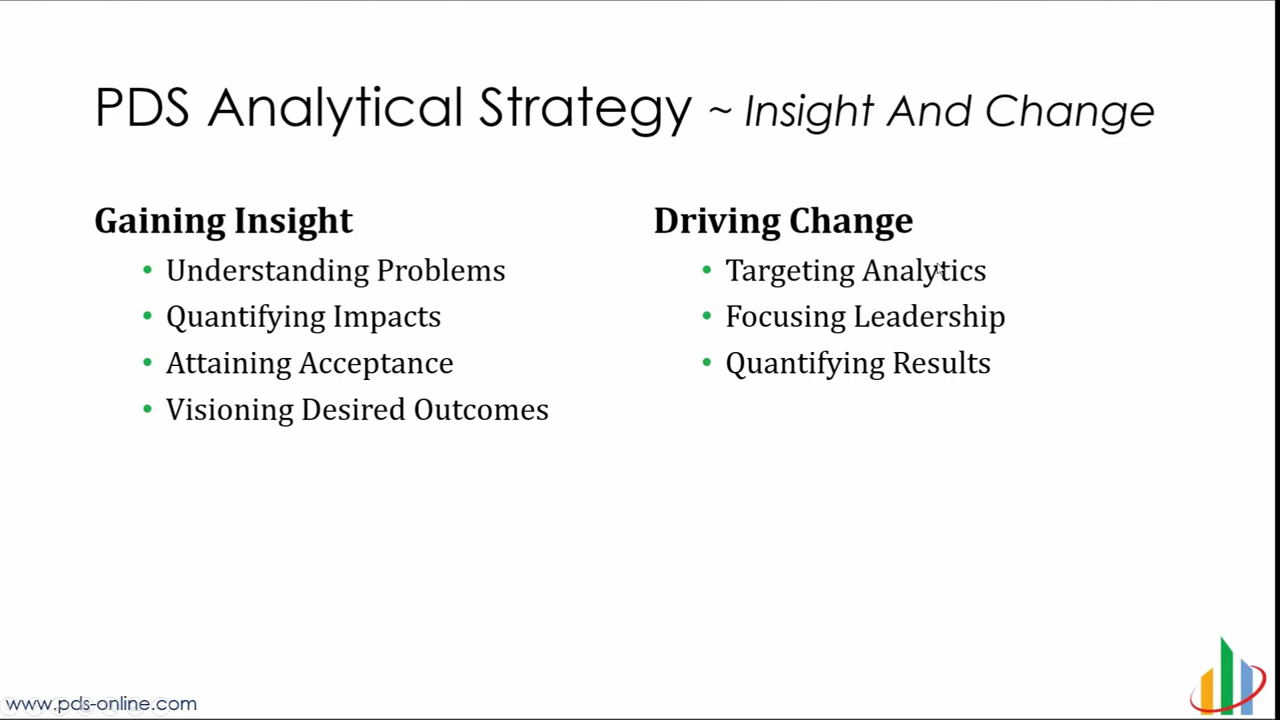 PDS Analytical Strategy ~ Insight And Change
Gaining Insight
• Understanding Problems
• Quantifying Impacts
• Attaining Acceptance
• Visioning Desired Outcomes
Driving Change
• Targeting Analytics
• Focusing Leadership
• Quantifying Results
www.pds-online.com